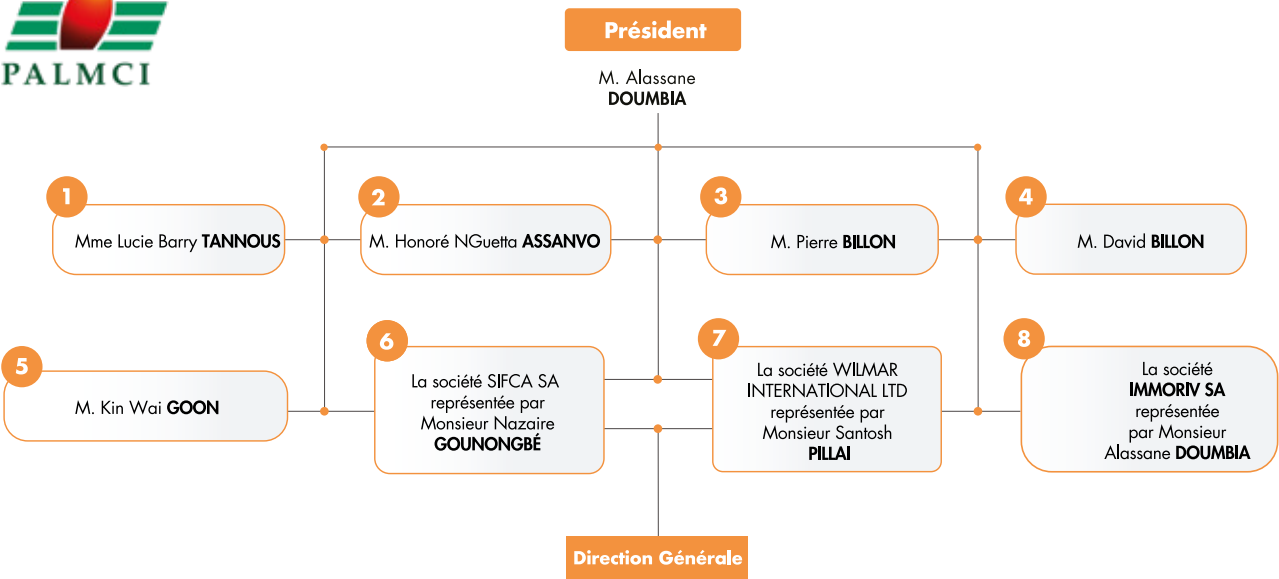 PALMCI
Président
M. Alassane
DOUMBIA
1
Mme Lucie Barry TANNOUS
2
M. Honoré NGuetta ASSANVO
3
M. Pierre BILLON
4
M. David BILLON
5
M. Kin Wai GOON
6
La société SIFCA SA
représentée par
Monsieur Nazaire
GOUNONGBÉ
7
La société WILMAR
INTERNATIONAL LTD
représentée par
Monsieur Santosh
PILLAI
8
La société
IMMORIV SA
représentée
par Monsieur
Alassane DOUMBIA
Direction Générale